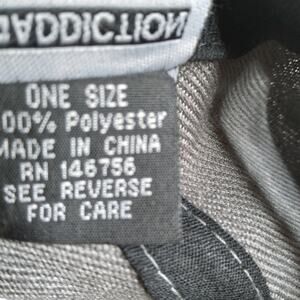 ADDICTION
ONE SIZE
00% Polyester
MADE IN CHINA
RN 146756
SEE REVERSE
FOR CARE